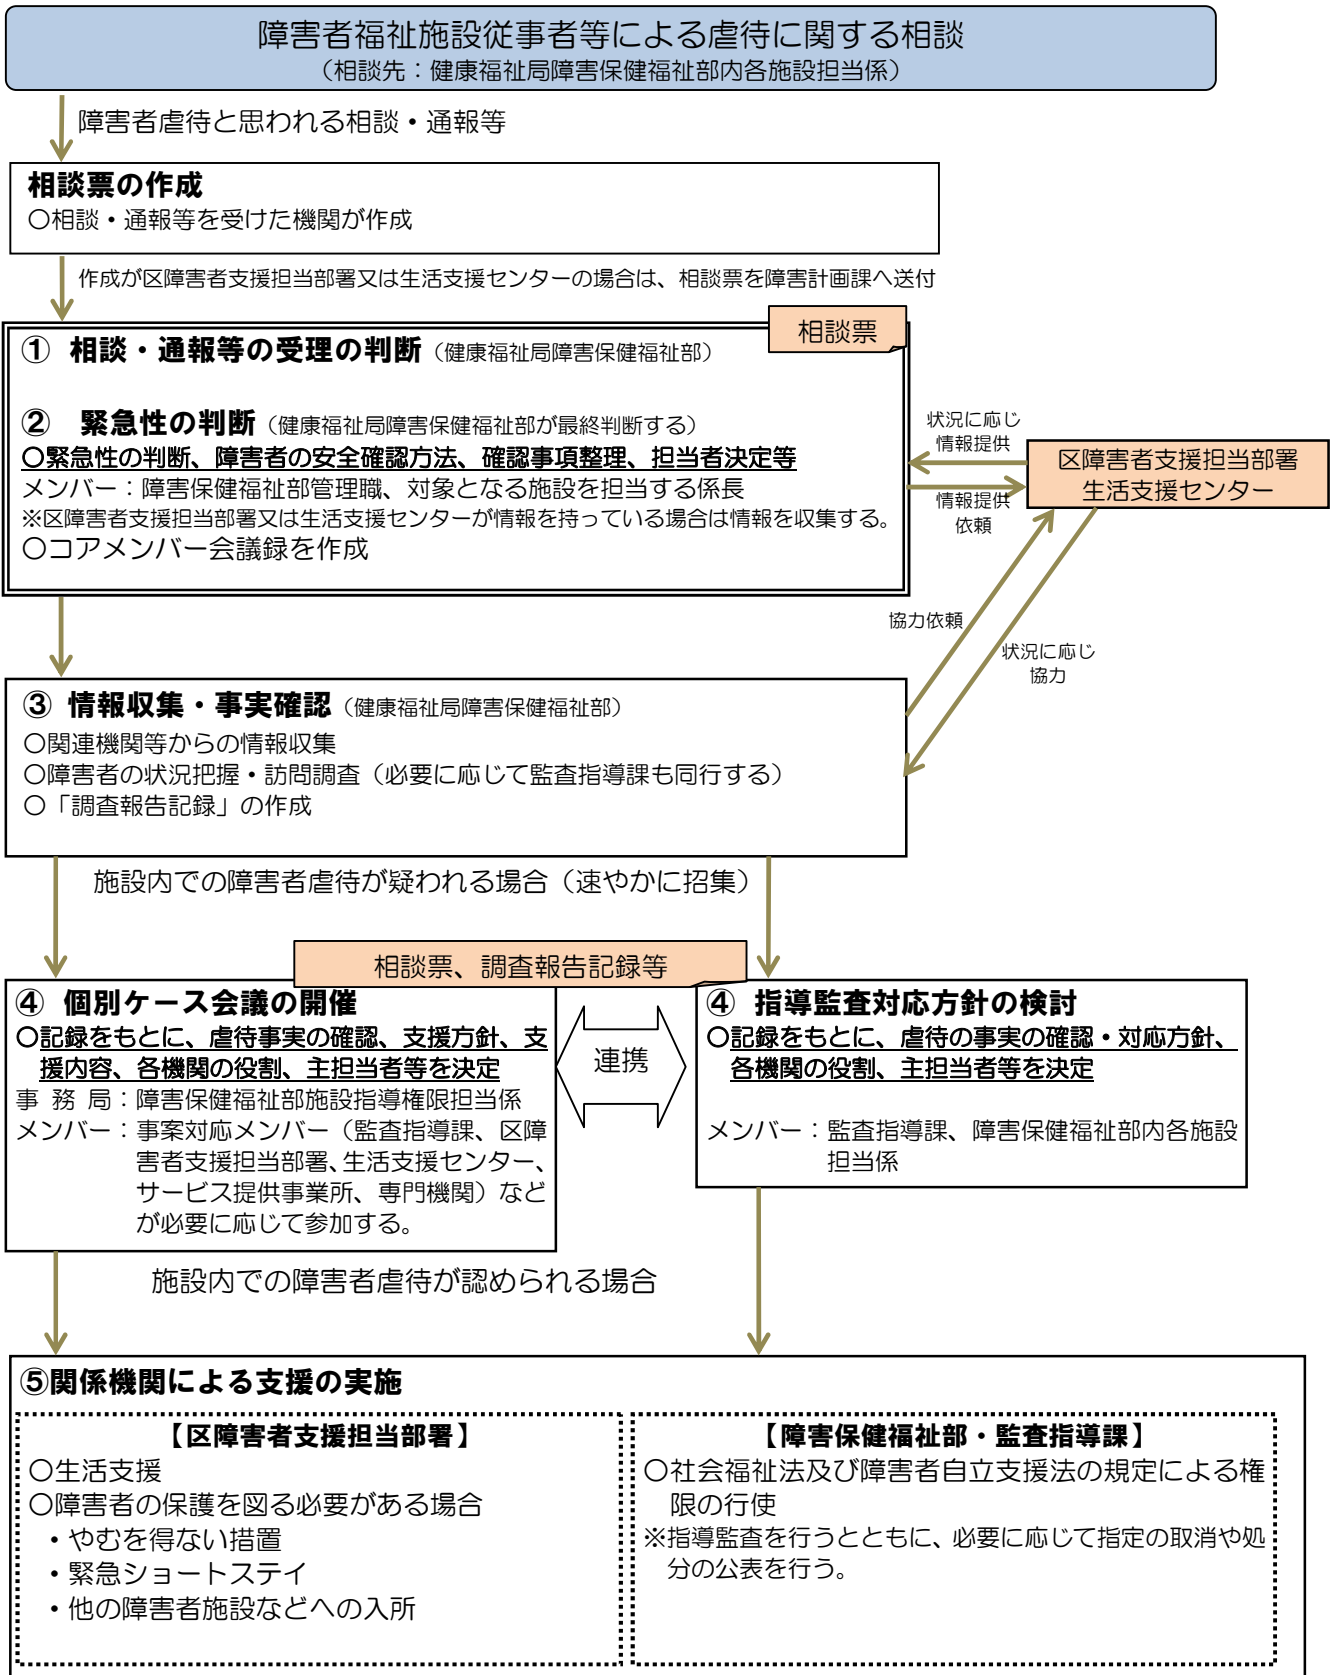 障害者福祉施設従事者等による虐待に関する相談
（相談先：健康福祉局障害保健福祉部内各施設担当係）
障害者虐待と思われる相談・通報等
相談票の作成
〇相談・通報等を受けた機関が作成
作成が区障害者支援担当部署又は生活支援センターの場合は、相談票を障害計画課へ送付
相談票
① 相談・通報等の受理の判断（健康福祉局障害保健福祉部）
② 緊急性の判断（健康福祉局障害保健福祉部が最終判断する）
〇緊急性の判断、障害者の安全確認方法、確認事項整理、担当者決定等
メンバー：障害保健福祉部管理職、対象となる施設を担当する係長
※区障害者支援担当部署又は生活支援センターが情報を持っている場合は情報を収集する。
〇コアメンバー会議録を作成
状況に応じ
情報提供
区障害者支援担当部署
生活支援センター
情報提供
依頼
協力依頼
状況に応じ
協力
③ 情報収集・事実確認（健康福祉局障害保健福祉部）
〇関連機関等からの情報収集
〇障害者の状況把握・訪問調査（必要に応じて監査指導課も同行する）
〇「調査報告記録」の作成
施設内での障害者虐待が疑われる場合（速やかに招集）
相談票、調査報告記録等
④ 個別ケース会議の開催
〇記録をもとに、虐待事実の確認、支援方針、支
援内容、各機関の役割、主担当者等を決定
事 務 局：障害保健福祉部施設指導権限担当係
メンバー：事案対応メンバー（監査指導課、区障
害者支援担当部署、生活支援センター、
サービス提供事業所、専門機関）など
が必要に応じて参加する。
連携
④ 指導監査対応方針の検討
〇記録をもとに、虐待の事実の確認・対応方針、
各機関の役割、主担当者等を決定
メンバー：監査指導課、障害保健福祉部内各施設
担当係
施設内での障害者虐待が認められる場合
⑤関係機関による支援の実施
【区障害者支援担当部署】
〇生活支援
〇障害者の保護を図る必要がある場合
・やむを得ない措置
・緊急ショートステイ
・他の障害者施設などへの入所
【障害保健福祉部・監査指導課】
〇社会福祉法及び障害者自立支援法の規定による権
限の行使
※指導監査を行うとともに、必要に応じて指定の取消や処
分の公表を行う。